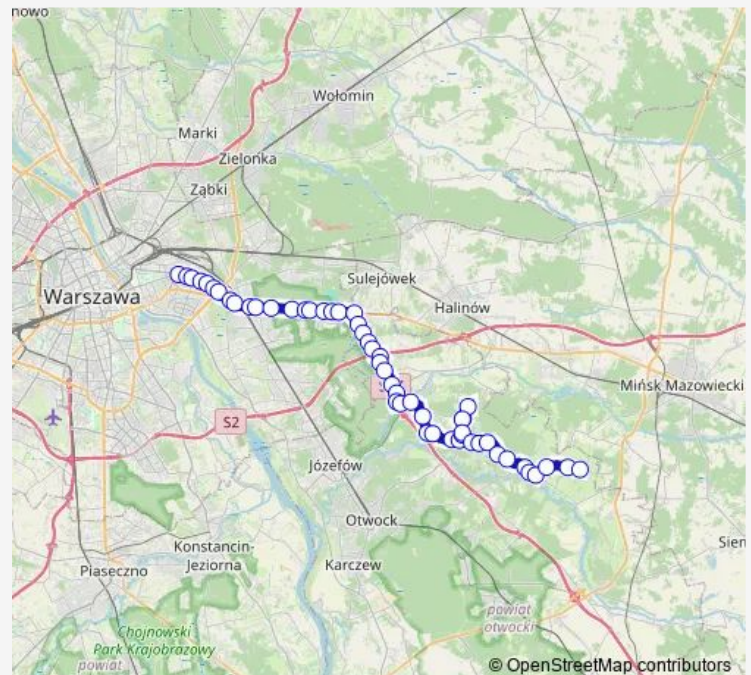 nowo
Wołomin
Marki
Zielonka
Ząbki
Sulejówek
Warszawa
Halinów
Mińsk Mazowiecki
S2
Józefów
Otwock
Sien
Konstancin-
Jeziorna
Karczew
Piaseczno
powiat
otwocki
Chojnowski
Park Krajobrazowy
powiat
© OpenStreetMap contributors